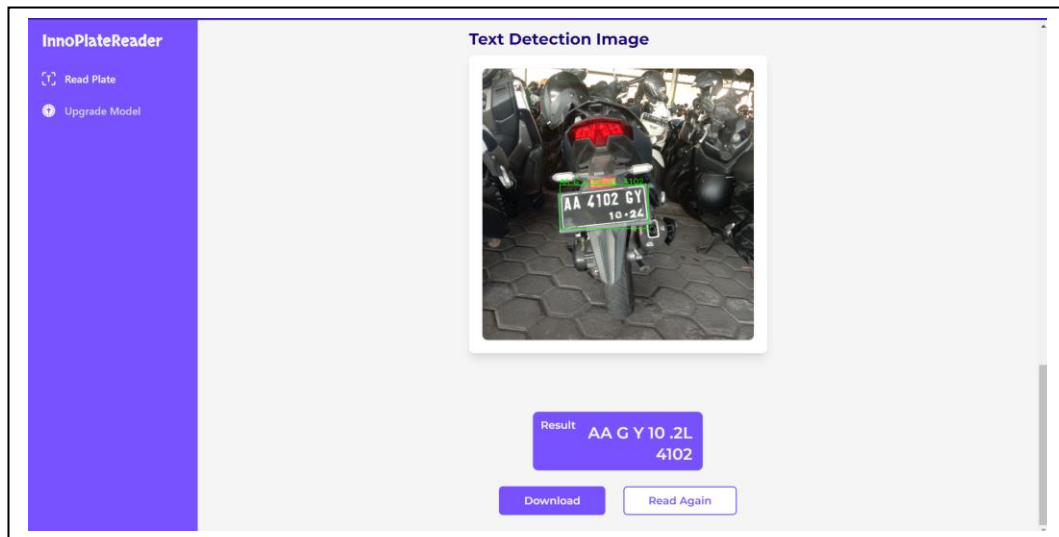 InnoPlateReader
Read Plate
Upgrade Model
Text Detection Image
AA 4102 GY
10·24
Result
AA G Y 10 .2L
4102
Download
Read Again